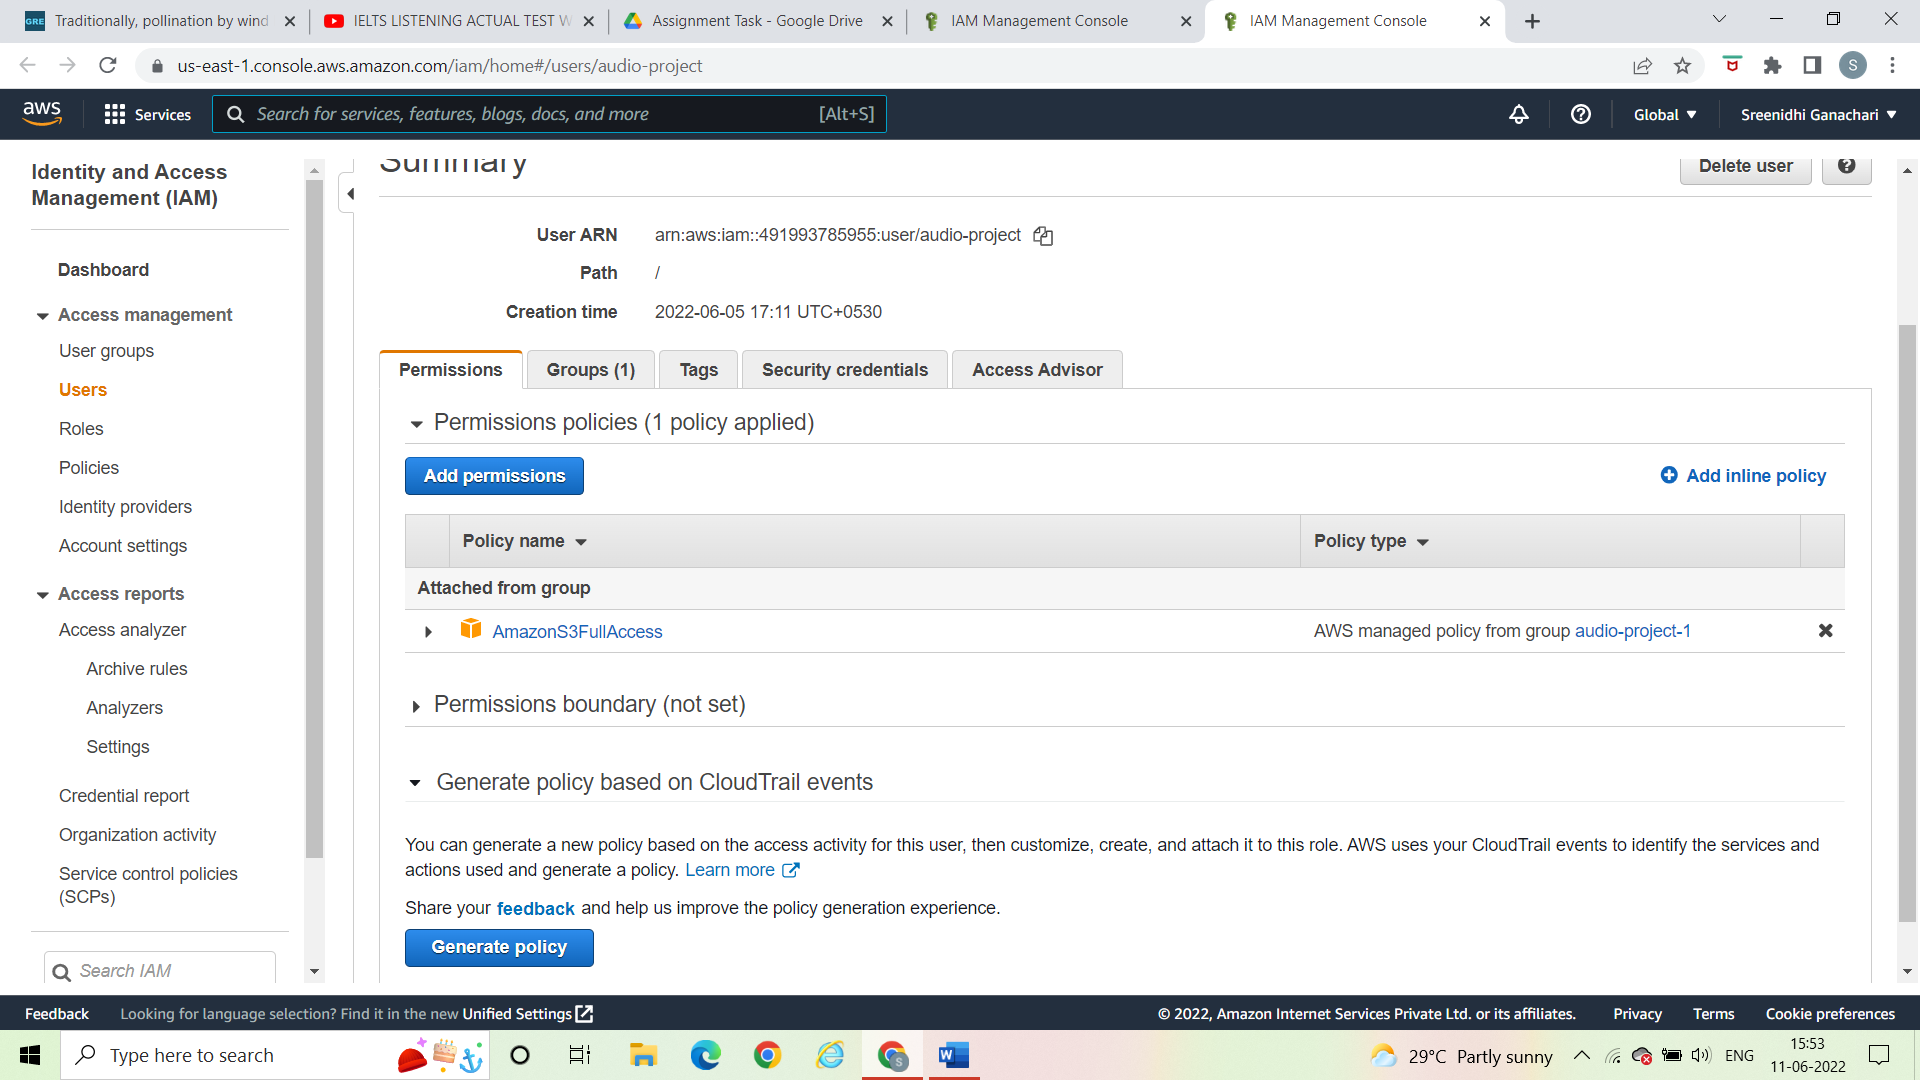 GRE Traditionally, pollination by wind
IELTS LISTENING ACTUAL TEST W
Assignment Task - Google Drive
IAM Management Console
IAM Management Console
us-east-1.console.aws.amazon.com/iam/home#/users/audio-project
S
aws
Services
Search for services, features, blogs, docs, and more
[Alt+S]
Global
Sreenidhi Ganachari
Identity and Access
Management (IAM)
Dashboard
Access management
User groups
Users
Roles
Policies
Identity providers
Account settings
Access reports
Access analyzer
Archive rules
Analyzers
Settings
Credential report
Organization activity
Service control policies
(SCPs)
Search IAM
Summary
Delete user
User ARN arn:aws:iam::491993785955:user/audio-project
Path /
Creation time 2022-06-05 17:11 UTC+0530
Permissions
Groups (1)
Tags
Security credentials
Access Advisor
Permissions policies (1 policy applied)
Add permissions
Add inline policy
Policy name
Policy type
Attached from group
AmazonS3FullAccess
AWS managed policy from group audio-project-1
Permissions boundary (not set)
Generate policy based on CloudTrail events
You can generate a new policy based on the access activity for this user, then customize, create, and attach it to this role. AWS uses your CloudTrail events to identify the services and
actions used and generate a policy. Learn more
Share your feedback and help us improve the policy generation experience.
Generate policy
Feedback
Looking for language selection? Find it in the new Unified Settings
© 2022, Amazon Internet Services Private Ltd. or its affiliates.
Privacy
Terms
Cookie preferences
Type here to search
29°C Partly sunny
ENG
15:53
11-06-2022